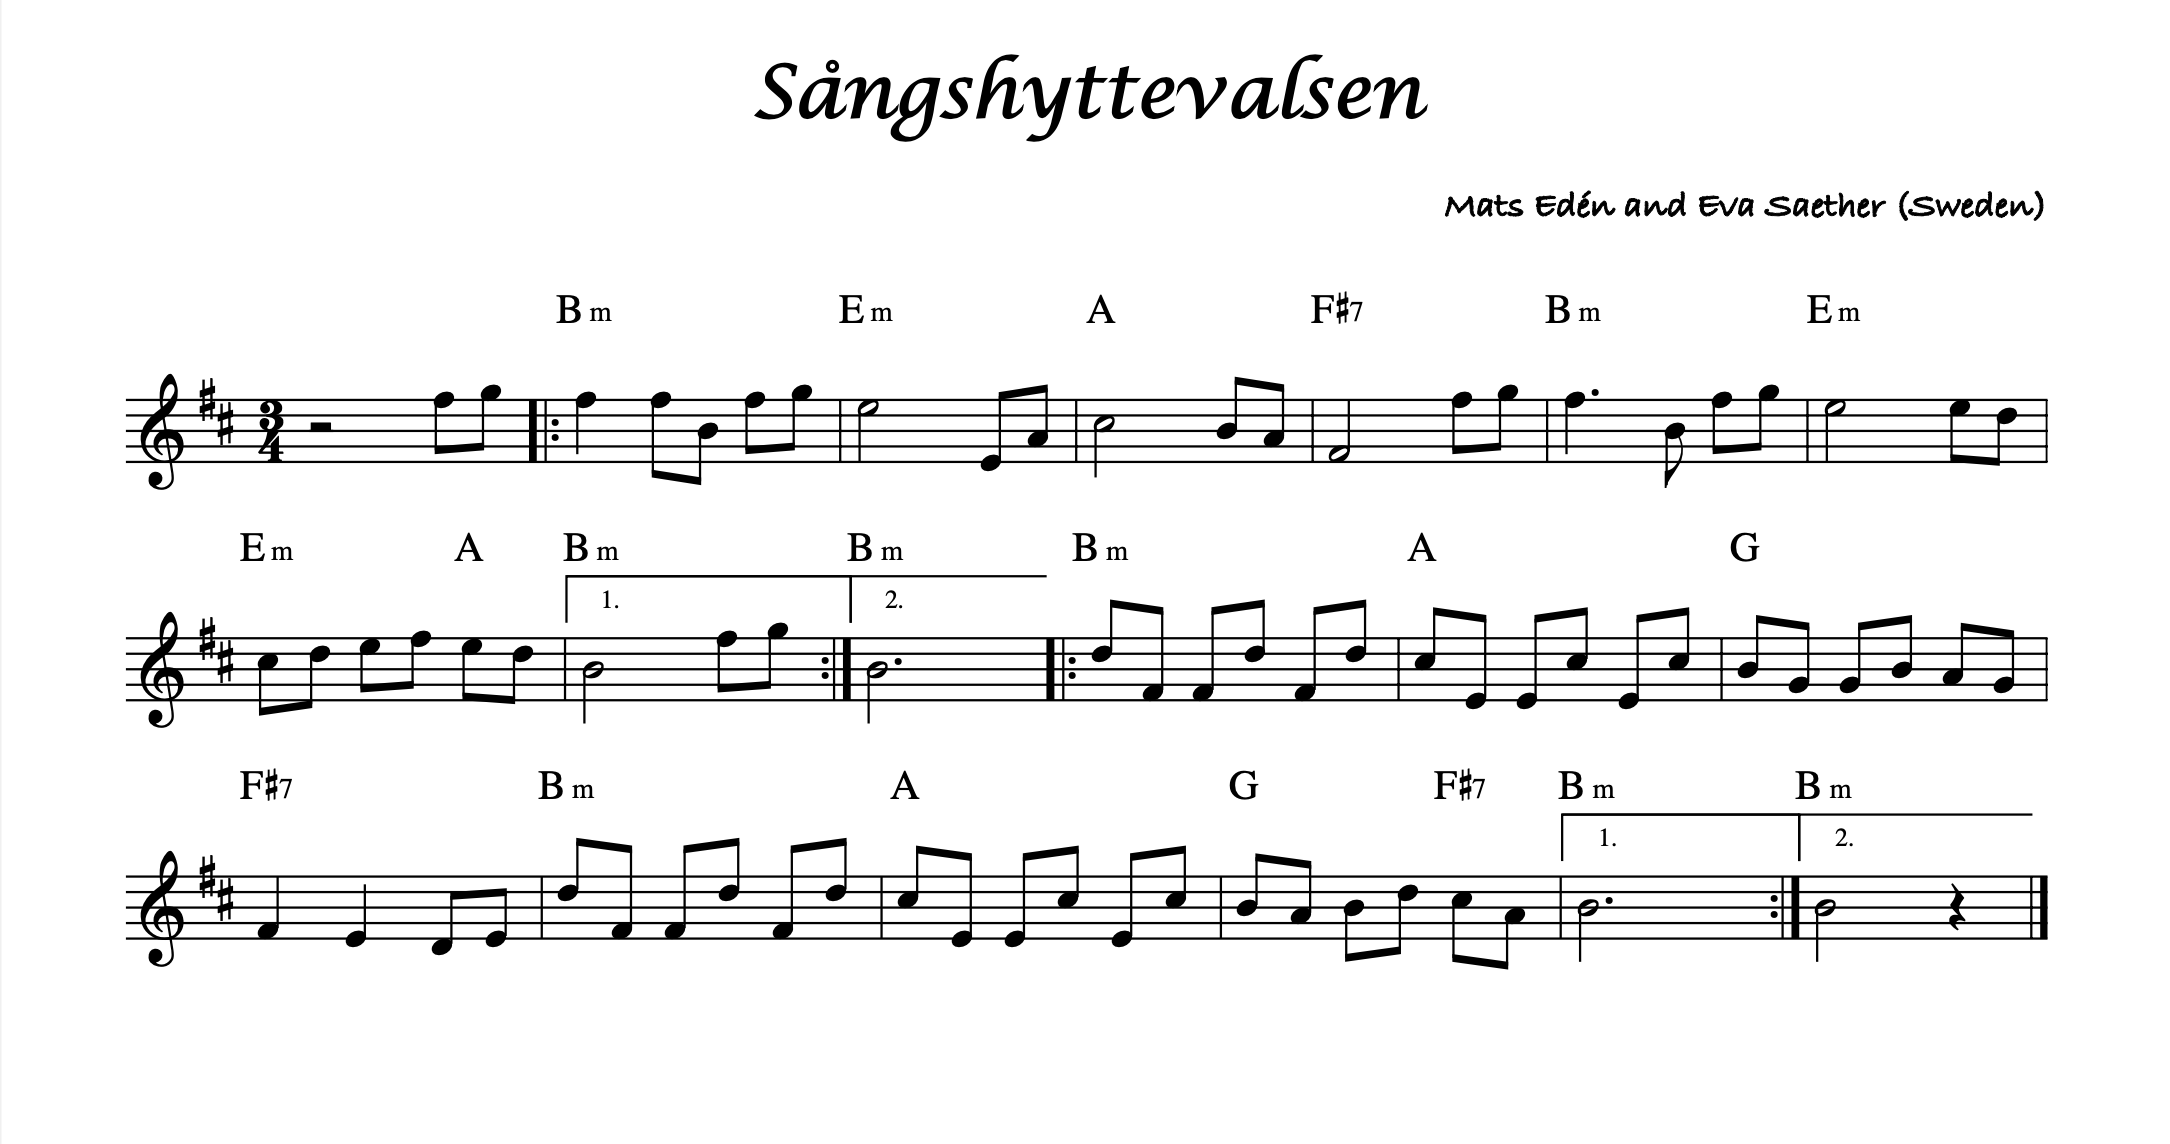 Sångshyttevalsen
Mats Edén and Eva Saether (Sweden)
Bm Em A F#7 Bm Em
3
4
Em A Bm Bm Bm A G
1. 2.
F#7 Bm A G F#7 Bm Bm
1. 2.